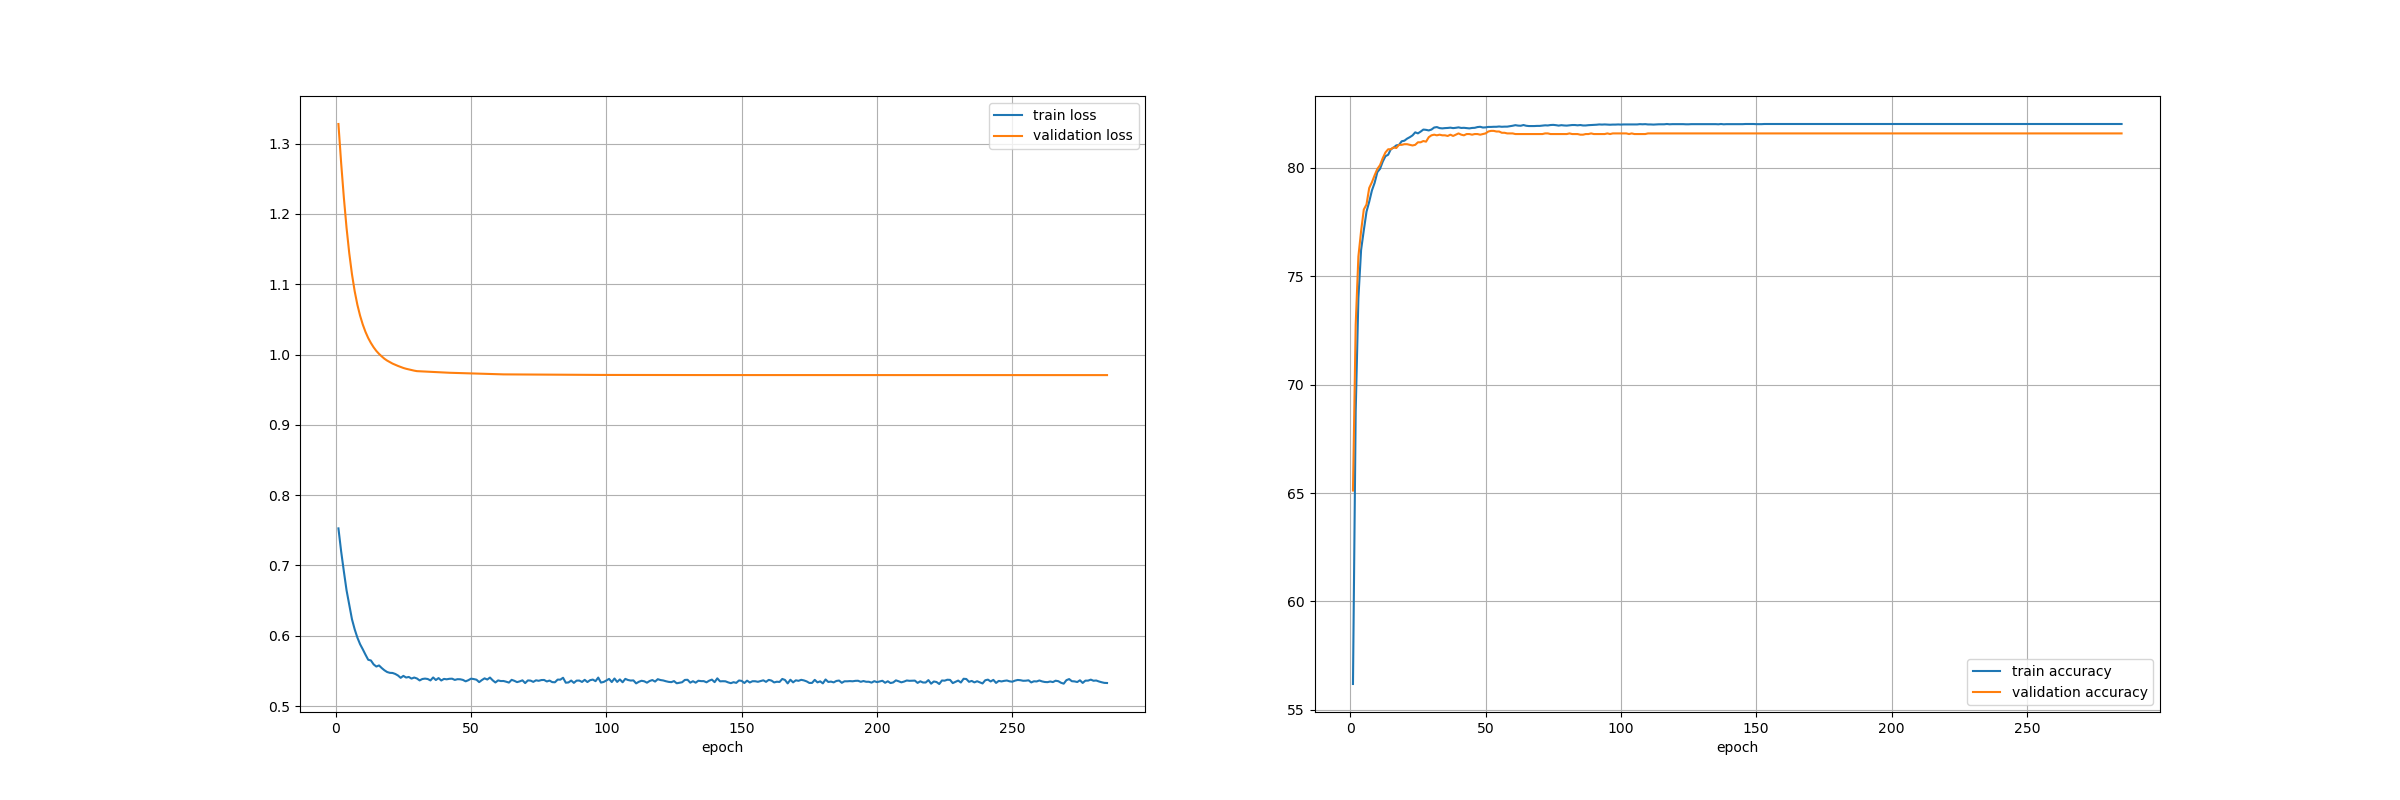 train loss
validation loss
1.3
1.2
1.1
1.0
0.9
0.8
0.7
0.6
0.5
0 50 100 150 200 250
epoch
80
75
70
65
60
55
train accuracy
validation accuracy
0 50 100 150 200 250
epoch